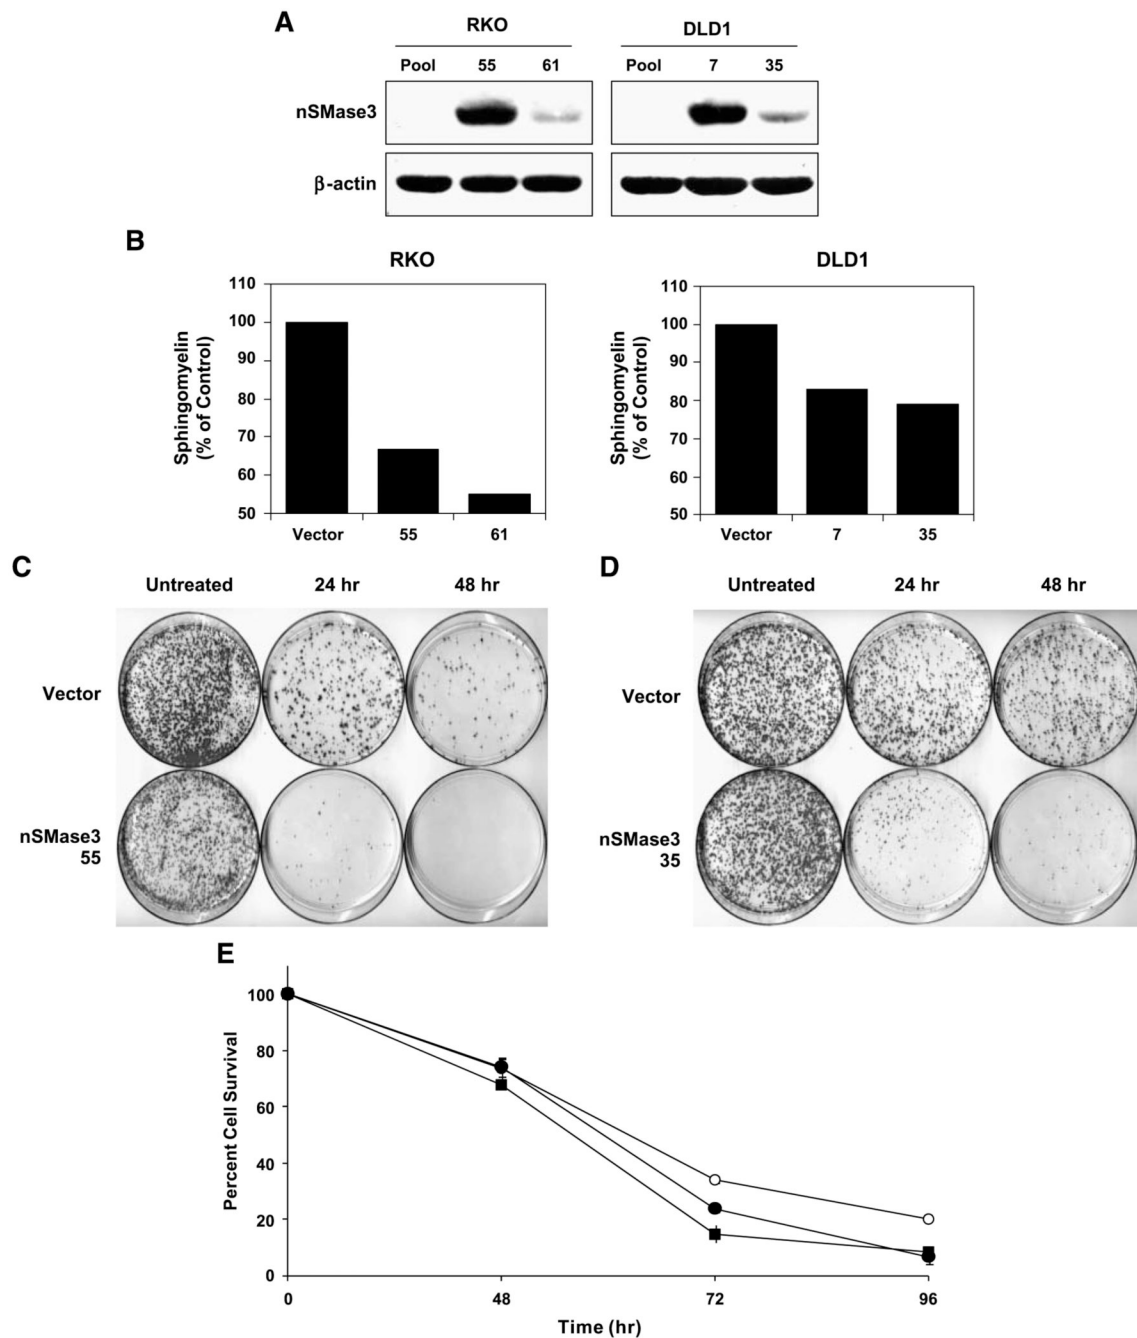 A
RKO
DLD1
Pool 55 61
Pool 7 35
nSMase3
β-actin
B
RKO
DLD1
Sphingomyelin
(% of Control)
110
100
90
80
70
60
50
Vector 55 61
Sphingomyelin
(% of Control)
110
100
90
80
70
60
50
Vector 7 35
C
Untreated 24 hr 48 hr
Vector
nSMase3
55
D
Untreated 24 hr 48 hr
Vector
nSMase3
35
E
Percent Cell Survival
100
80
60
40
20
0
0 48 72 96
Time (hr)